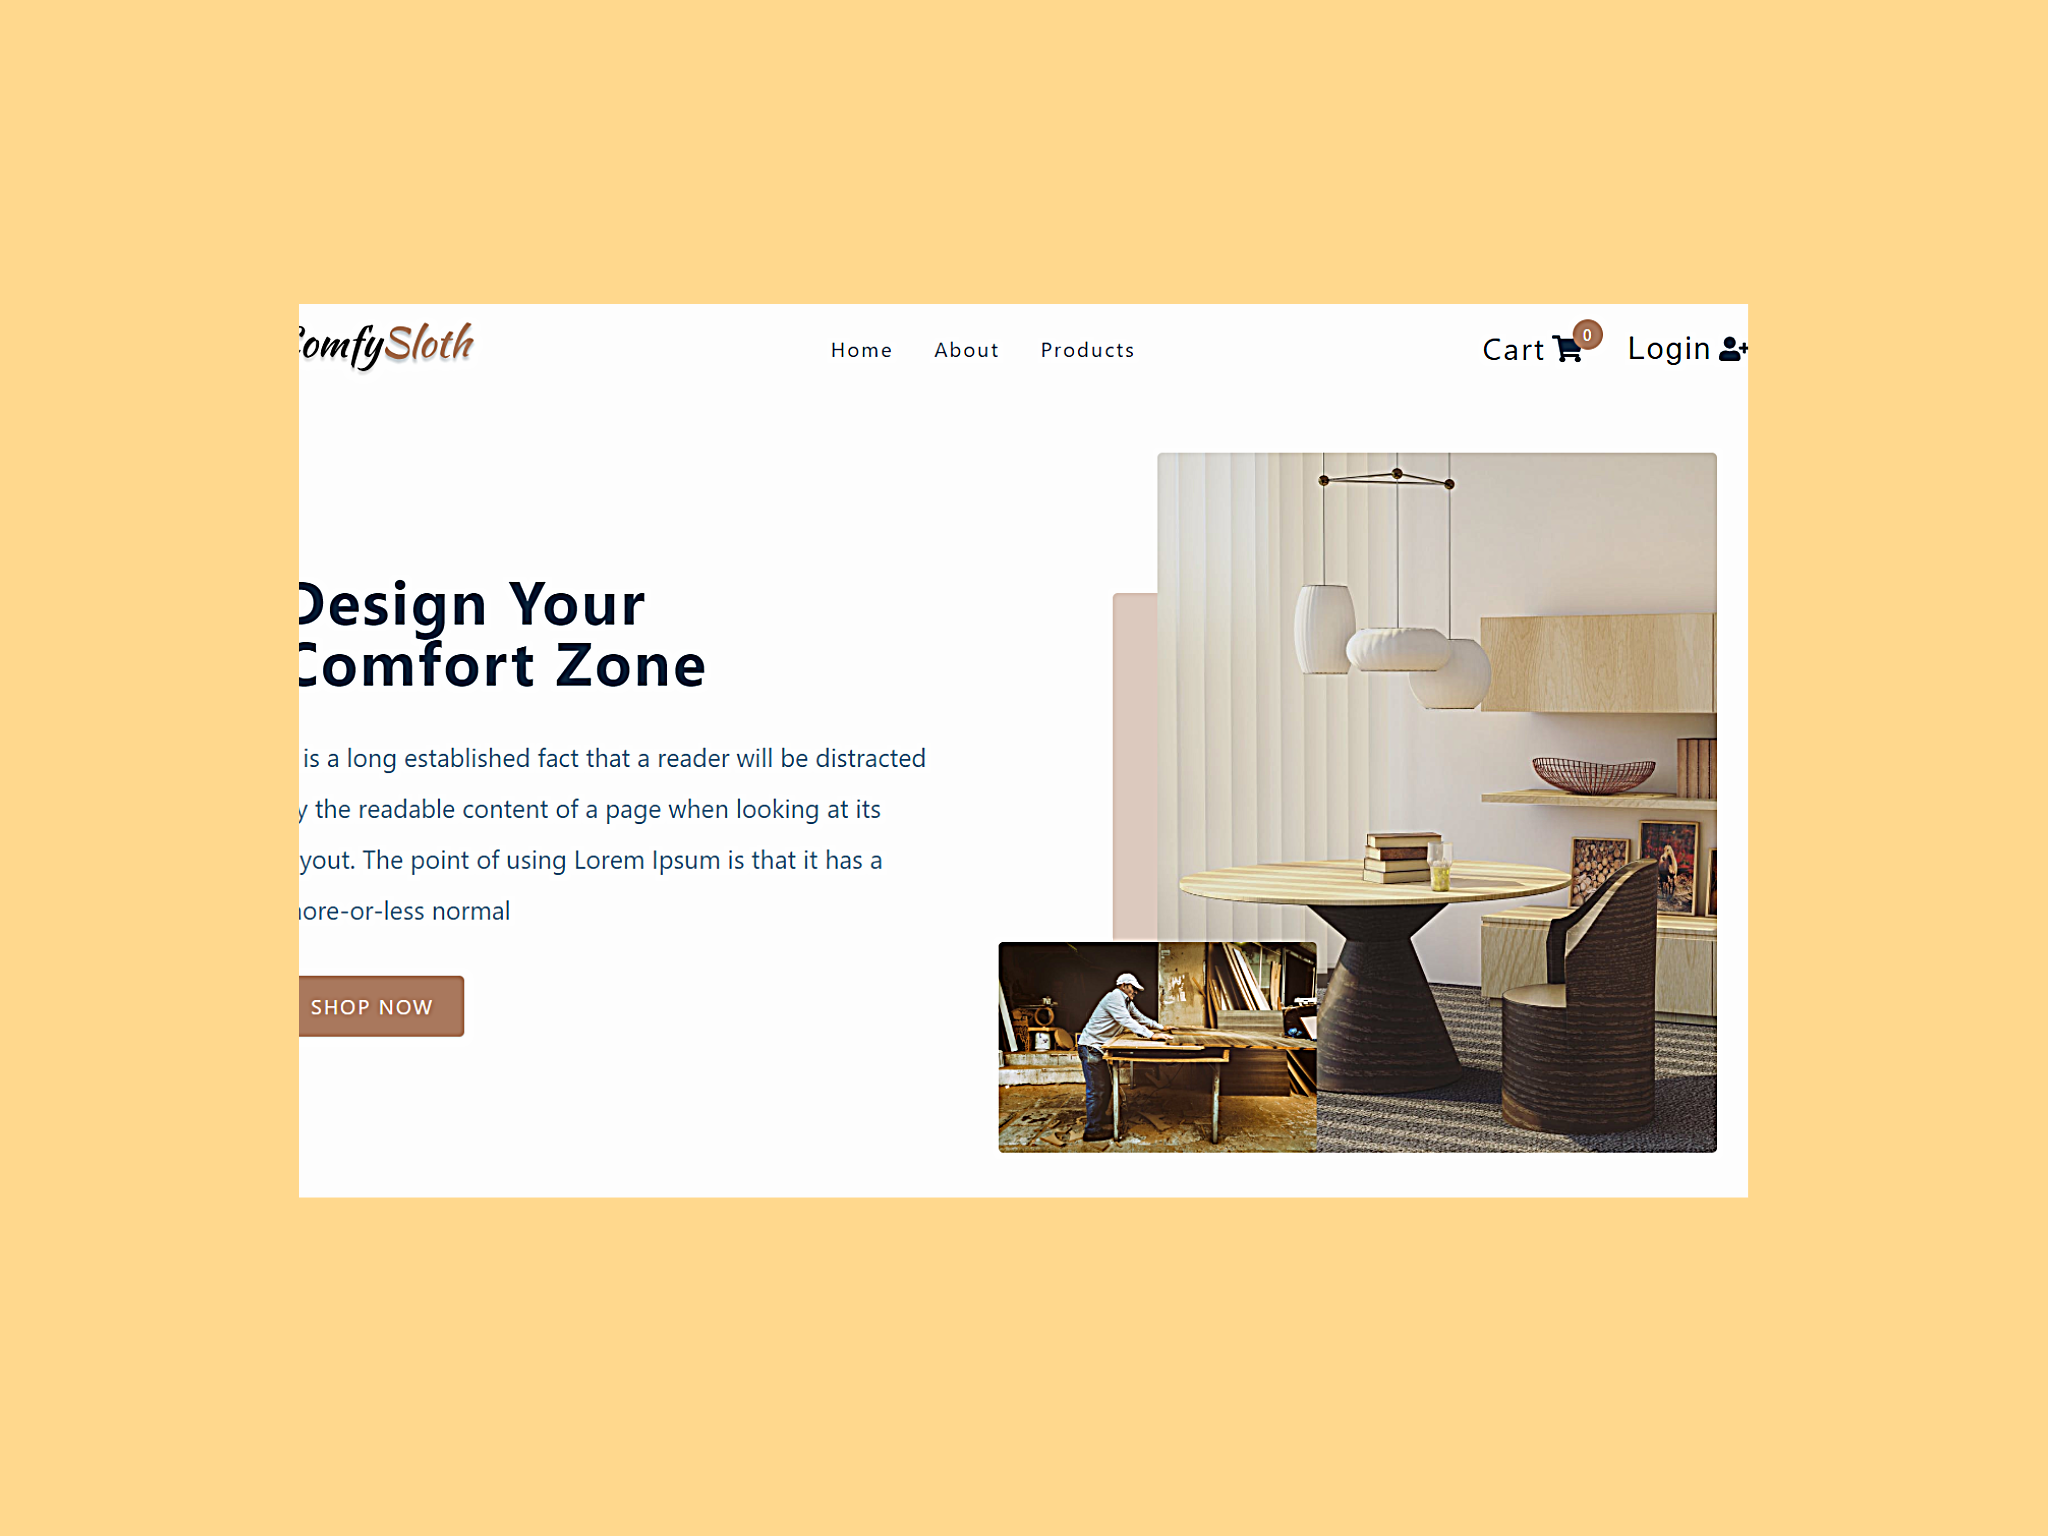 ComfySloth
Home About Products
Cart 0 Login
Design Your
Comfort Zone
is a long established fact that a reader will be distracted
y the readable content of a page when looking at its
yout. The point of using Lorem Ipsum is that it has a
more-or-less normal
SHOP NOW